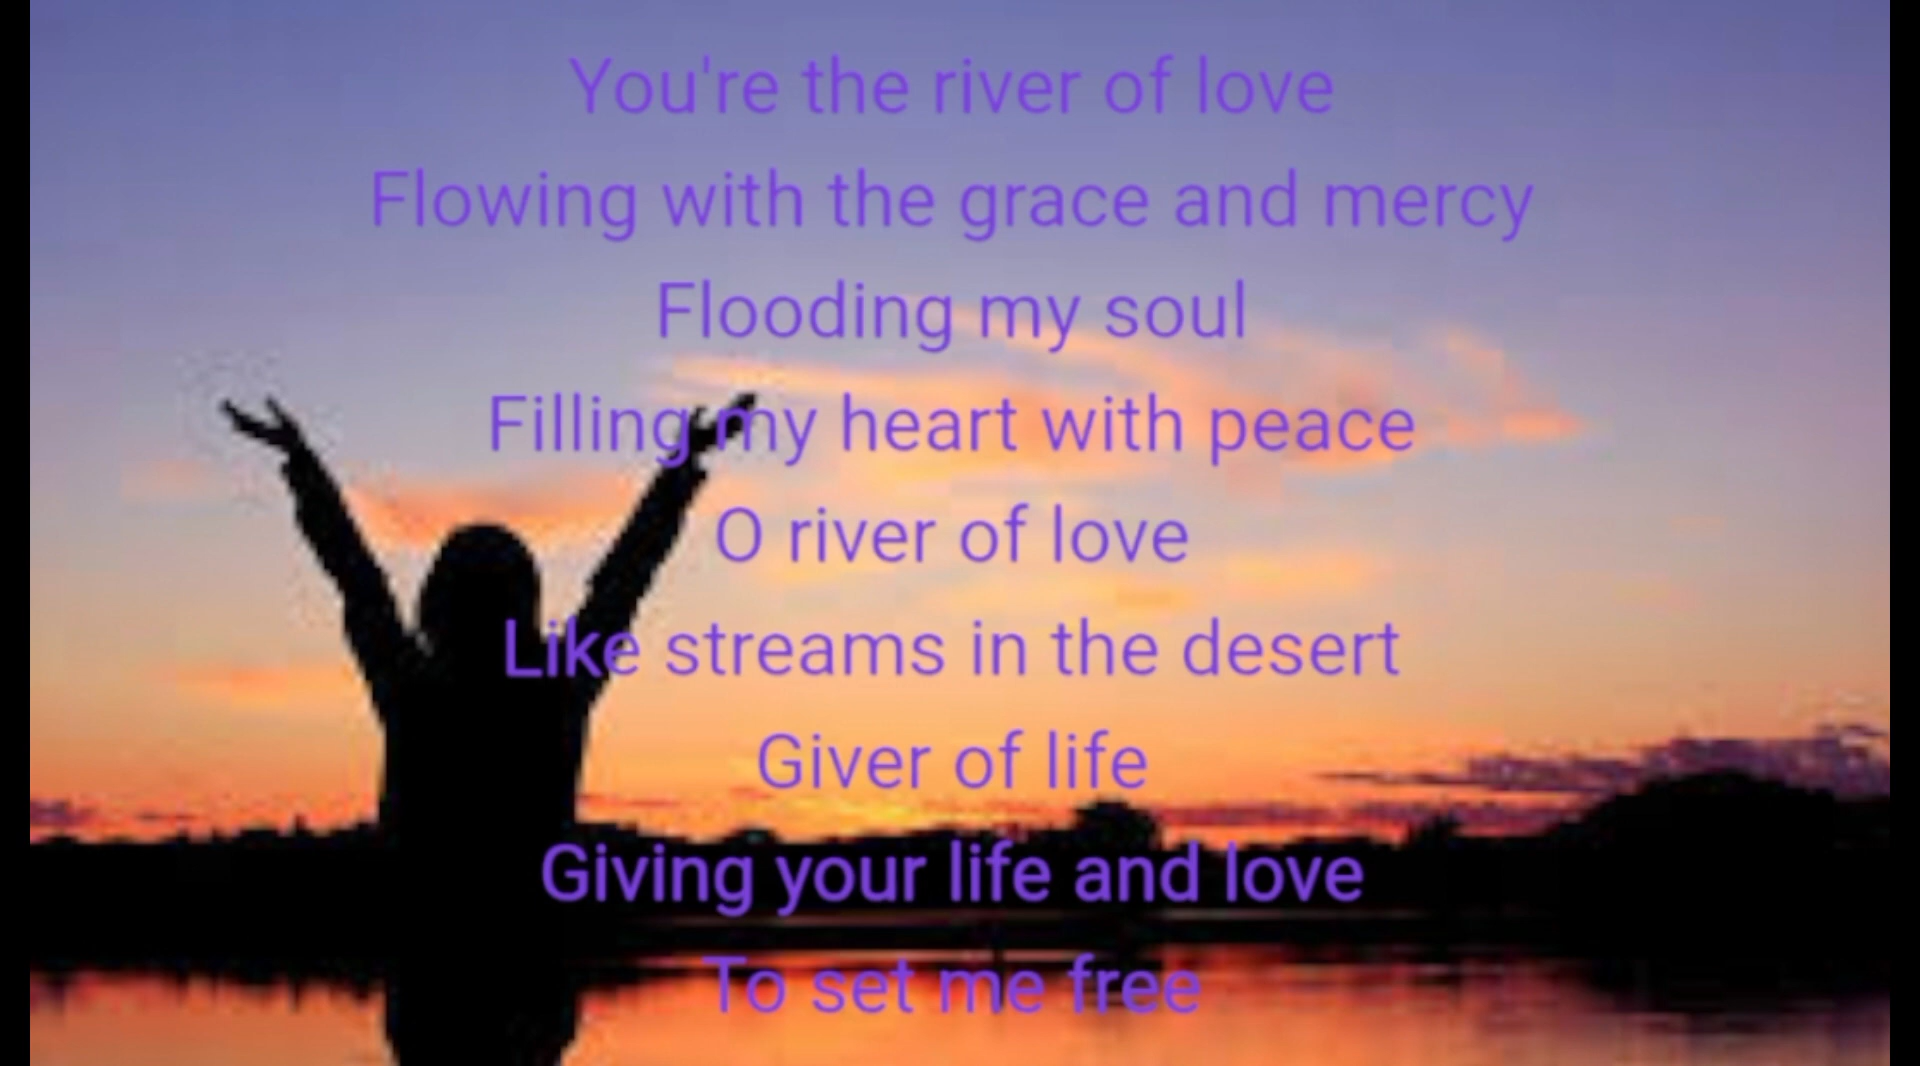 You're the river of love
Flowing with the grace and mercy
Flooding my soul
Filling my heart with peace
O river of love
Like streams in the desert
Giver of life
Giving your life and love
To set me free